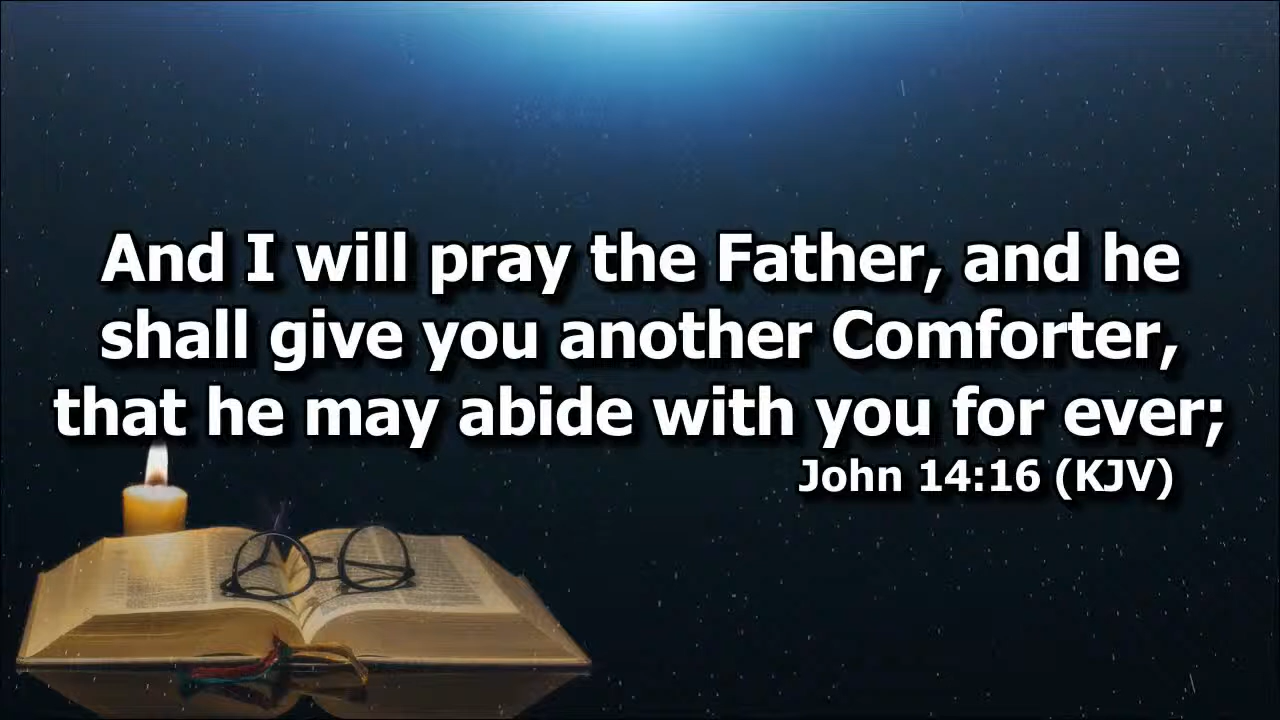 And I will pray the Father, and he
shall give you another Comforter,
that he may abide with you for ever;
John 14:16 (KJV)